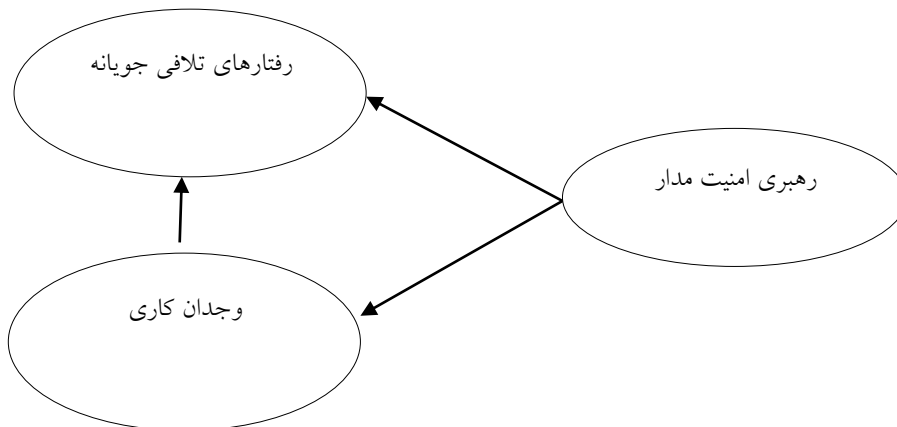 رفتارهای تلافی جویانه
رهبری امنیت مدار
وجدان کاری